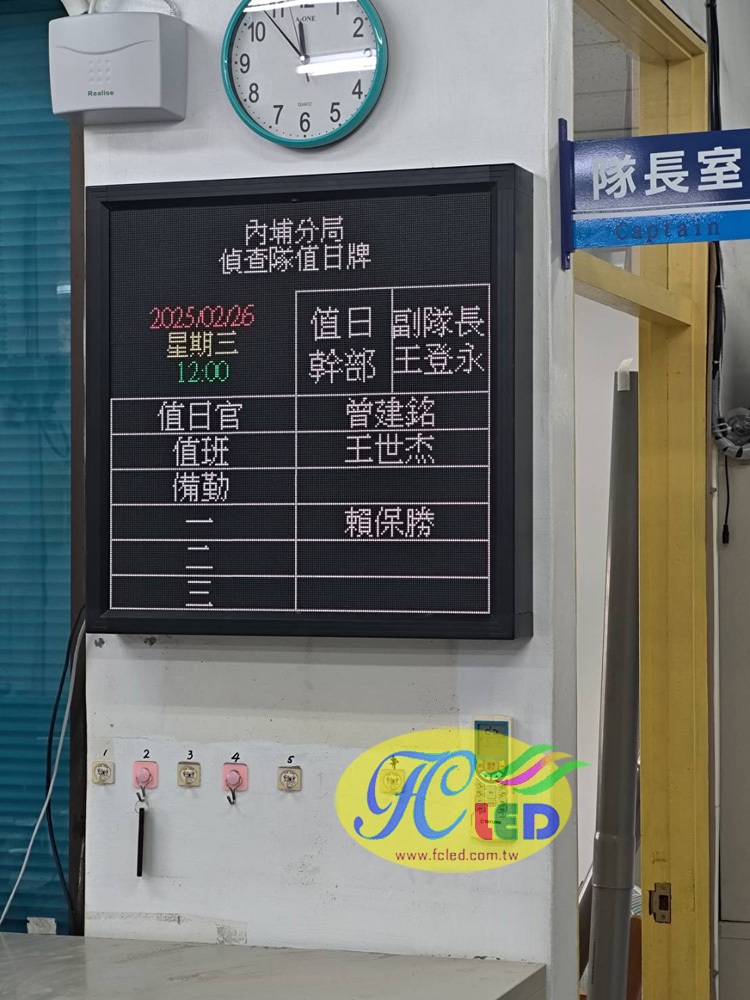 Realise
11 12
10 2
9 3
8 4
7 6 5
A-ONE
QUARTZ
隊長室
Captain
內埔分局
偵查隊值日牌
2025/02/26
星期三
12:00
值日 副隊長
幹部 王登永
值日官 曾建銘
值班 王世杰
備勤
一 賴保勝
二
三
1 2 3 4 5
FC LED
www.fcled.com.tw